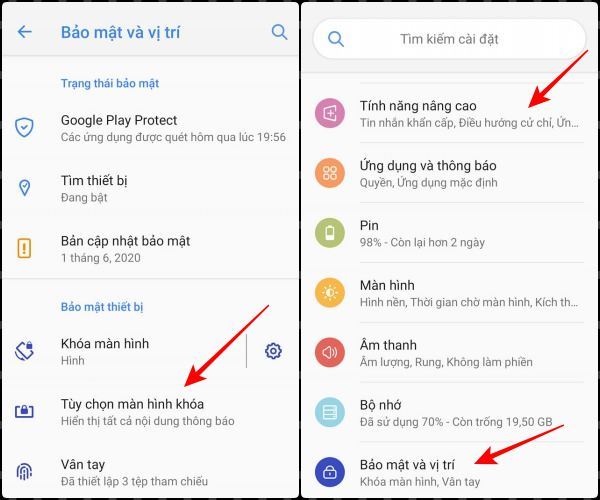 Bảo mật và vị trí
Trạng thái bảo mật
Google Play Protect
Các ứng dụng được quét hôm qua lúc 19:56
Tìm thiết bị
Đang bật
Bản cập nhật bảo mật
1 tháng 6, 2020
Bảo mật thiết bị
Khóa màn hình
Hình
Tùy chọn màn hình khóa
Hiển thị tất cả nội dung thông báo
Vân tay
Đã thiết lập 3 tệp tham chiếu
Tìm kiếm cài đặt
Tính năng nâng cao
Tin nhắn khẩn cấp, Điều hướng cử chỉ, Ứn...
Ứng dụng và thông báo
Quyền, Ứng dụng mặc định
Pin
98% - Còn lại hơn 2 ngày
Màn hình
Hình nền, Thời gian chờ màn hình, Kích th...
Âm thanh
Âm lượng, Rung, Không làm phiền
Bộ nhớ
Đã sử dụng 70% - Còn trống 19,50 GB
Bảo mật và vị trí
Khóa màn hình, Vân tay